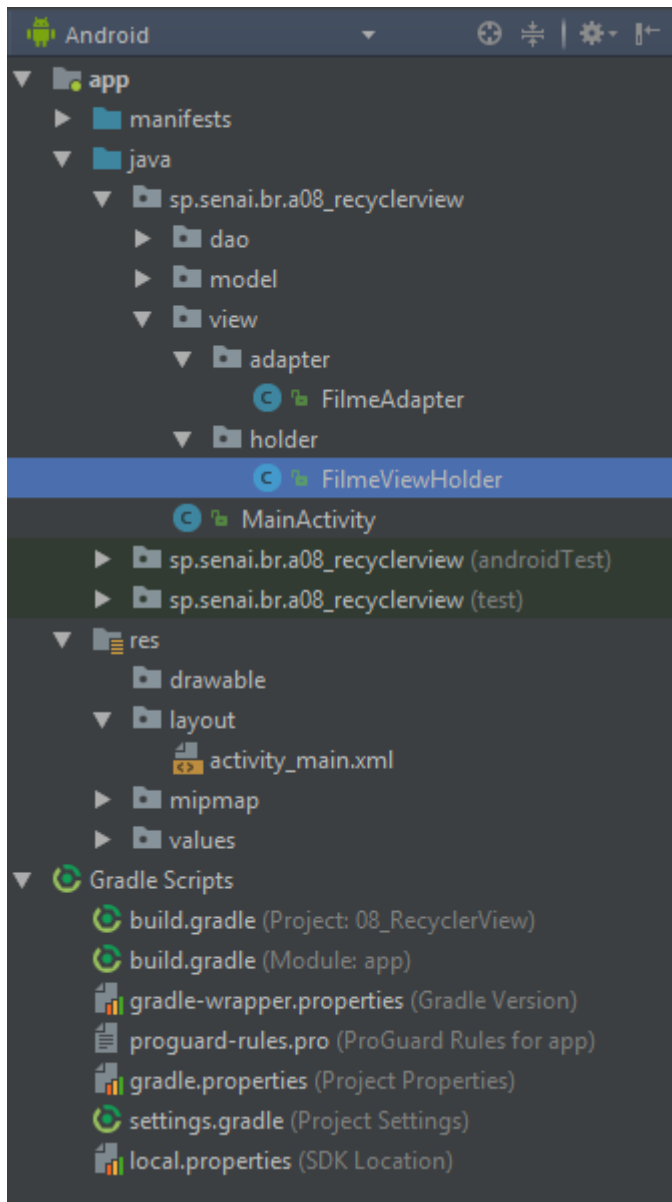 Android
app
manifests
java
sp.senai.br.a08_recyclerview
dao
model
view
adapter
C FilmeAdapter
holder
C FilmeViewHolder
C MainActivity
sp.senai.br.a08_recyclerview (androidTest)
sp.senai.br.a08_recyclerview (test)
res
drawable
layout
activity_main.xml
mipmap
values
Gradle Scripts
build.gradle (Project: 08_RecyclerView)
build.gradle (Module: app)
gradle-wrapper.properties (Gradle Version)
proguard-rules.pro (ProGuard Rules for app)
gradle.properties (Project Properties)
settings.gradle (Project Settings)
local.properties (SDK Location)